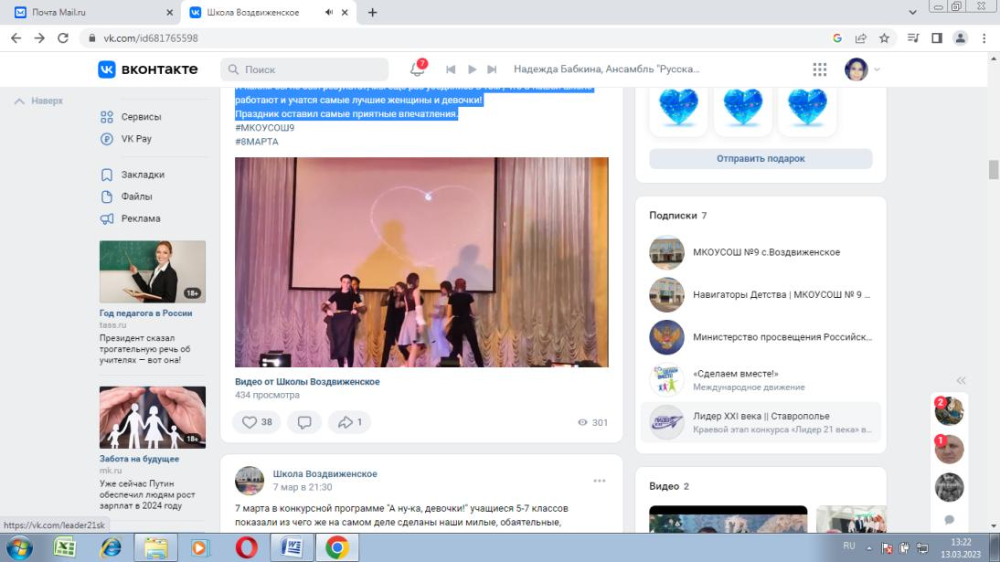 Почта Mail.ru
Школа Воздвиженское
vk.com/id681765598
вконтакте
Поиск
7
Надежда Бабкина, Ансамбль "Русска...
Наверх
Сервисы
VK Pay
Закладки
Файлы
Реклама
18+
Год педагога в России
tass.ru
Президент сказал
трогательную речь об
учителях — вот она!
18+
Забота на будущее
mk.ru
Уже сейчас Путин
обеспечил людям рост
зарплат в 2024 году
https://vk.com/leader21sk
работают и учатся самые лучшие женщины и девочки!
Праздник оставил самые приятные впечатления.
#МКОУСОШ9
#8МАРТА
Видео от Школы Воздвиженское
434 просмотра
38
1
301
Школа Воздвиженское
7 мар в 21:30
7 марта в конкурсной программе "А ну-ка, девочки!" учащиеся 5-7 классов
показали из чего же на самом деле сделаны наши милые, обаятельные,
Отправить подарок
Подписки 7
МКОУСОШ №9 с.Воздвиженское
Навигаторы Детства | МКОУСОШ № 9 ...
Министерство просвещения Российск...
«Сделаем вместе!»
Международное движение
Лидер XXI века || Ставрополье
Краевой этап конкурса «Лидер 21 века» в...
Видео 2
2
1
RU
13:22
13.03.2023